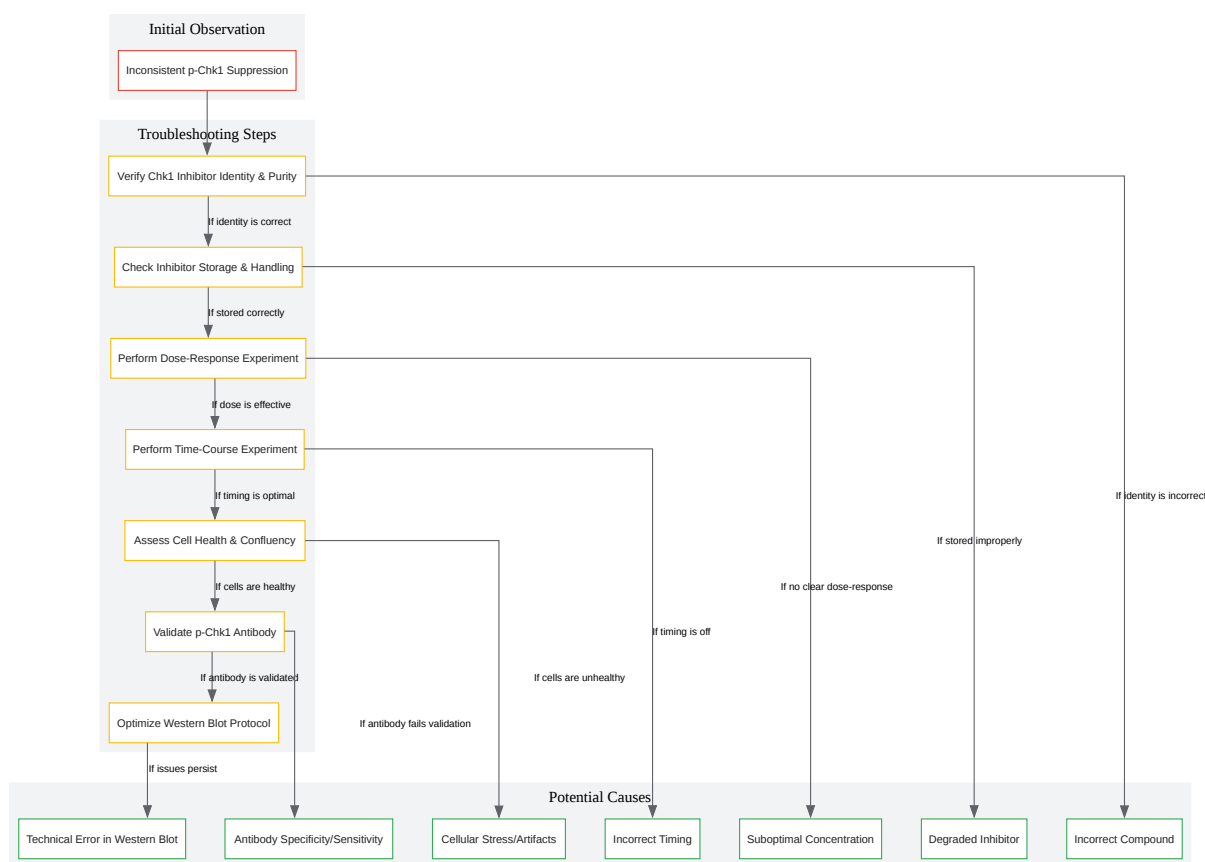 Initial Observation
Inconsistent p-Chk1 Suppression
Troubleshooting Steps
Verify Chk1 Inhibitor Identity & Purity
If identity is correct
Check Inhibitor Storage & Handling
If stored correctly
Perform Dose-Response Experiment
If dose is effective
Perform Time-Course Experiment
If timing is optimal
If identity is incorrect
Assess Cell Health & Confluency
If stored improperly
If cells are healthy
If no clear dose-response
Validate p-Chk1 Antibody
If timing is off
If antibody is validated
If cells are unhealthy
Optimize Western Blot Protocol
If antibody fails validation
If issues persist
Potential Causes
Technical Error in Western Blot
Antibody Specificity/Sensitivity
Cellular Stress/Artifacts
Incorrect Timing
Suboptimal Concentration
Degraded Inhibitor
Incorrect Compound